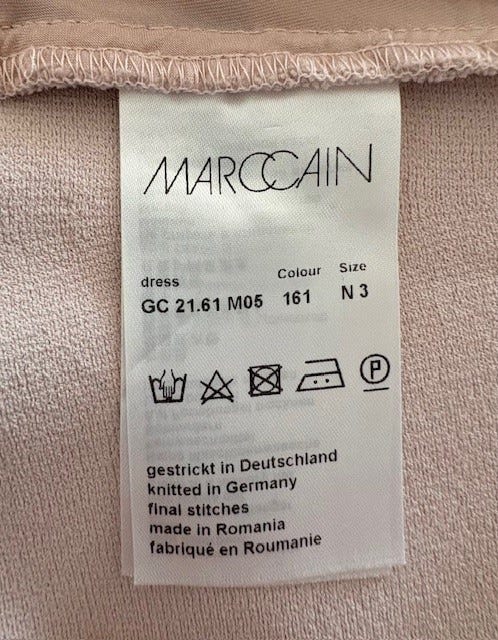 MARCCAIN
dress Colour Size
GC 21.61 M05 161 N 3
P
gestrickt in Deutschland
knitted in Germany
final stitches
made in Romania
fabriqué en Roumanie